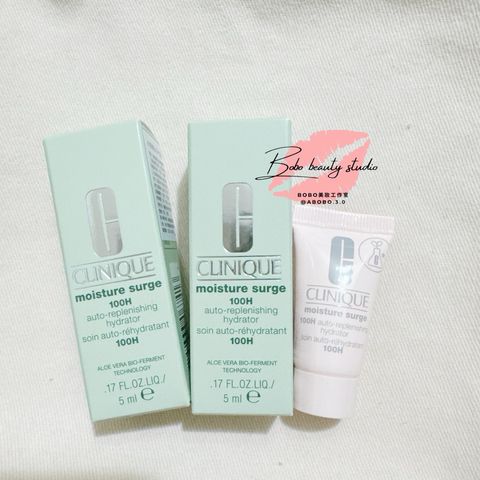 CLINIQUE
moisture surge
100H
auto-replenishing
hydrator
soin auto-réhydratant
100H
ALOE VERA BIO-FERMENT
TECHNOLOGY
.17 FL.OZ.LIQ./
5 ml e
CLINIQUE
moisture surge
100H
auto-replenishing
hydrator
soin auto-réhydratant
100H
ALOE VERA BIO-FERMENT
TECHNOLOGY
.17 FL.OZ.LIQ./
5 ml e
Bobo beauty studio
BOBO美妝工作室
@ABOBO.3.0
CLINIQUE
moisture surge
100H auto-replenishing
hydrator
soin auto-réhydratant
100H